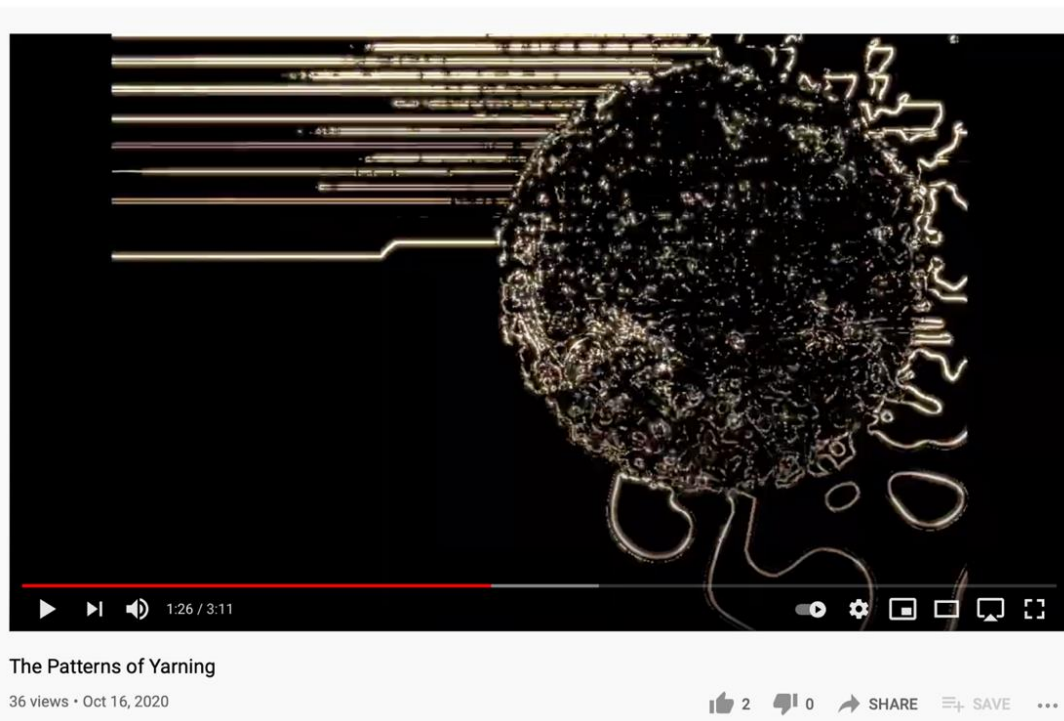 1:26 / 3:11
The Patterns of Yarning
36 views • Oct 16, 2020 2 0 SHARE SAVE